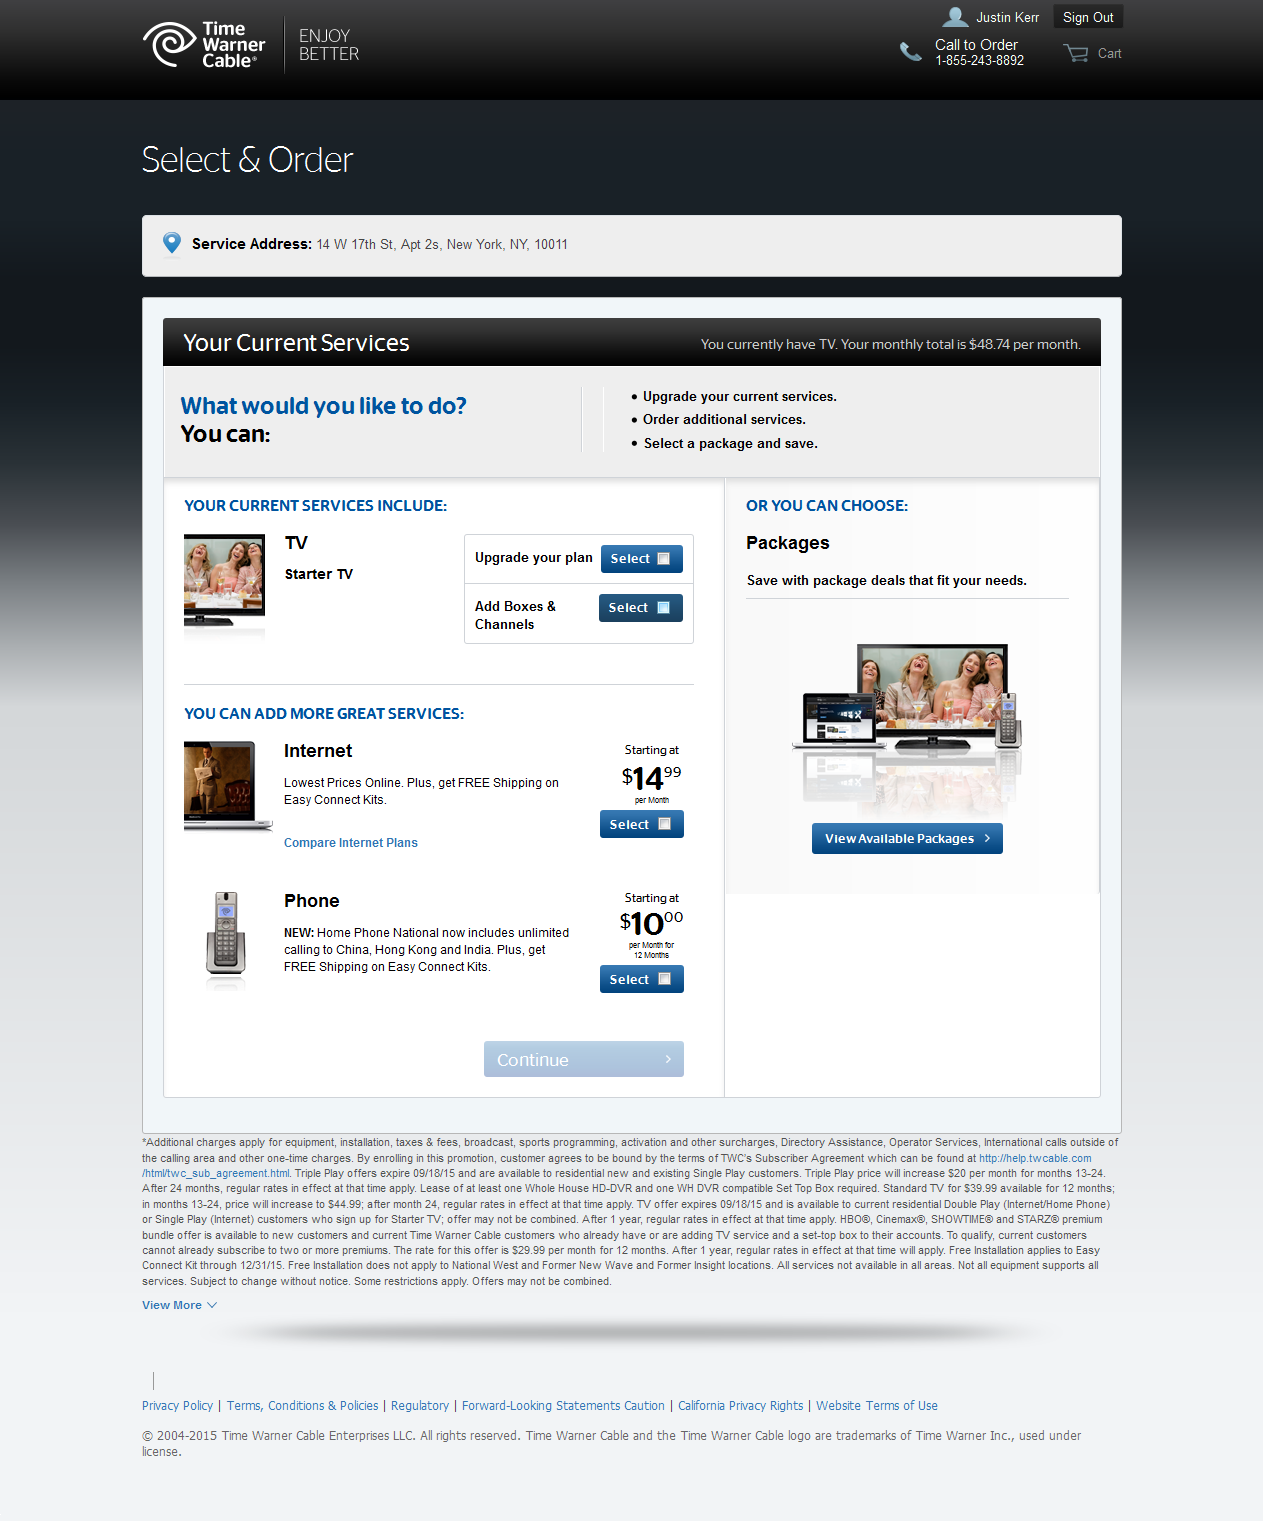 Time
Warner
Cable®
ENJOY
BETTER
Justin Kerr
Sign Out
Call to Order
1-855-243-8892
Cart
Select & Order
Service Address: 14 W 17th St, Apt 2s, New York, NY, 10011
Your Current Services
You currently have TV. Your monthly total is $48.74 per month.
What would you like to do?
You can:
• Upgrade your current services.
• Order additional services.
• Select a package and save.
YOUR CURRENT SERVICES INCLUDE:
TV
Starter TV
Upgrade your plan
Select
Add Boxes &
Channels
Select
YOU CAN ADD MORE GREAT SERVICES:
Internet
Lowest Prices Online. Plus, get FREE Shipping on
Easy Connect Kits.
Compare Internet Plans
Starting at
$14 99
per Month
Select
Phone
NEW: Home Phone National now includes unlimited
calling to China, Hong Kong and India. Plus, get
FREE Shipping on Easy Connect Kits.
Starting at
$10 00
per Month for
12 Months
Select
Continue
OR YOU CAN CHOOSE:
Packages
Save with package deals that fit your needs.
View Available Packages
*Additional charges apply for equipment, installation, taxes & fees, broadcast, sports programming, activation and other surcharges, Directory Assistance, Operator Services, International calls outside of
the calling area and other one-time charges. By enrolling in this promotion, customer agrees to be bound by the terms of TWC's Subscriber Agreement which can be found at http://help.twcable.com
/html/twc_sub_agreement.html. Triple Play offers expire 09/18/15 and are available to residential new and existing Single Play customers. Triple Play price will increase $20 per month for months 13-24.
After 24 months, regular rates in effect at that time apply. Lease of at least one Whole House HD-DVR and one WH DVR compatible Set Top Box required. Standard TV for $39.99 available for 12 months;
in months 13-24, price will increase to $44.99; after month 24, regular rates in effect at that time apply. TV offer expires 09/18/15 and is available to current residential Double Play (Internet/Home Phone)
or Single Play (Internet) customers who sign up for Starter TV; offer may not be combined. After 1 year, regular rates in effect at that time apply. HBO®, Cinemax®, SHOWTIME® and STARZ® premium
bundle offer is available to new customers and current Time Warner Cable customers who already have or are adding TV service and a set-top box to their accounts. To qualify, current customers
cannot already subscribe to two or more premiums. The rate for this offer is $29.99 per month for 12 months. After 1 year, regular rates in effect at that time will apply. Free Installation applies to Easy
Connect Kit through 12/31/15. Free Installation does not apply to National West and Former New Wave and Former Insight locations. All services not available in all areas. Not all equipment supports all
services. Subject to change without notice. Some restrictions apply. Offers may not be combined.
View More
Privacy Policy | Terms, Conditions & Policies | Regulatory | Forward-Looking Statements Caution | California Privacy Rights | Website Terms of Use
© 2004-2015 Time Warner Cable Enterprises LLC. All rights reserved. Time Warner Cable and the Time Warner Cable logo are trademarks of Time Warner Inc., used under
license.